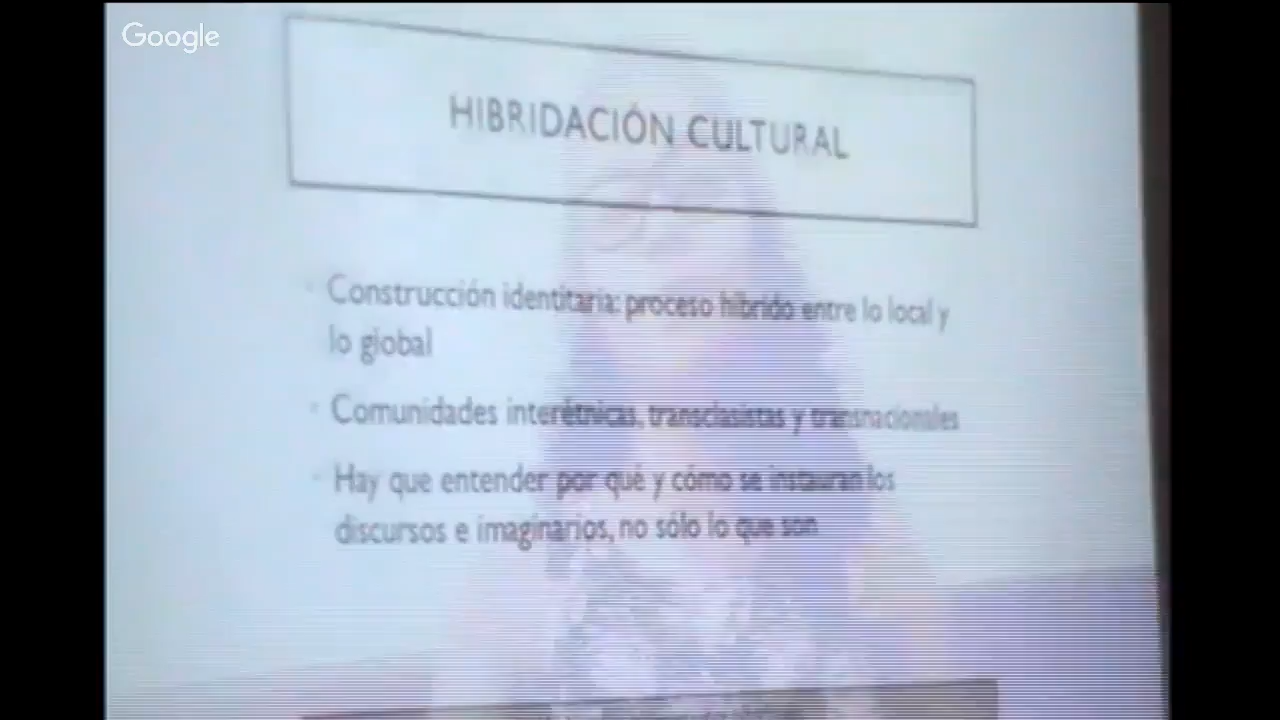 Google
HIBRIDACIÓN CULTURAL
Construcción identitaria: proceso híbrido entre lo local y
lo global
Comunidades interétnicas, transclasistas y transnacionales
Hay que entender por qué y cómo se instauran los
discursos e imaginarios, no sólo lo que son